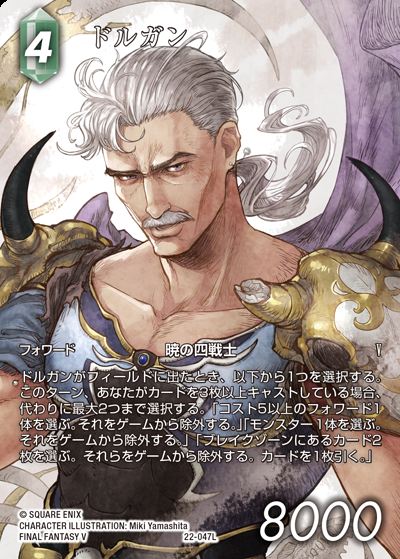 4
ドルガン
フォワード 暁の四戦士 V
ドルガンがフィールドに出たとき、以下から1つを選択する。
このターン、あなたがカードを3枚以上キャストしている場合、
代わりに最大2つまで選択する。「コスト5以上のフォワード1
体を選ぶ。それをゲームから除外する。」「モンスター1体を選ぶ。
それをゲームから除外する。」「ブレイクゾーンにあるカード2
枚を選ぶ。それらをゲームから除外する。カードを1枚引く。」
© SQUARE ENIX
CHARACTER ILLUSTRATION: Miki Yamashita
FINAL FANTASY V 22-047L
8000